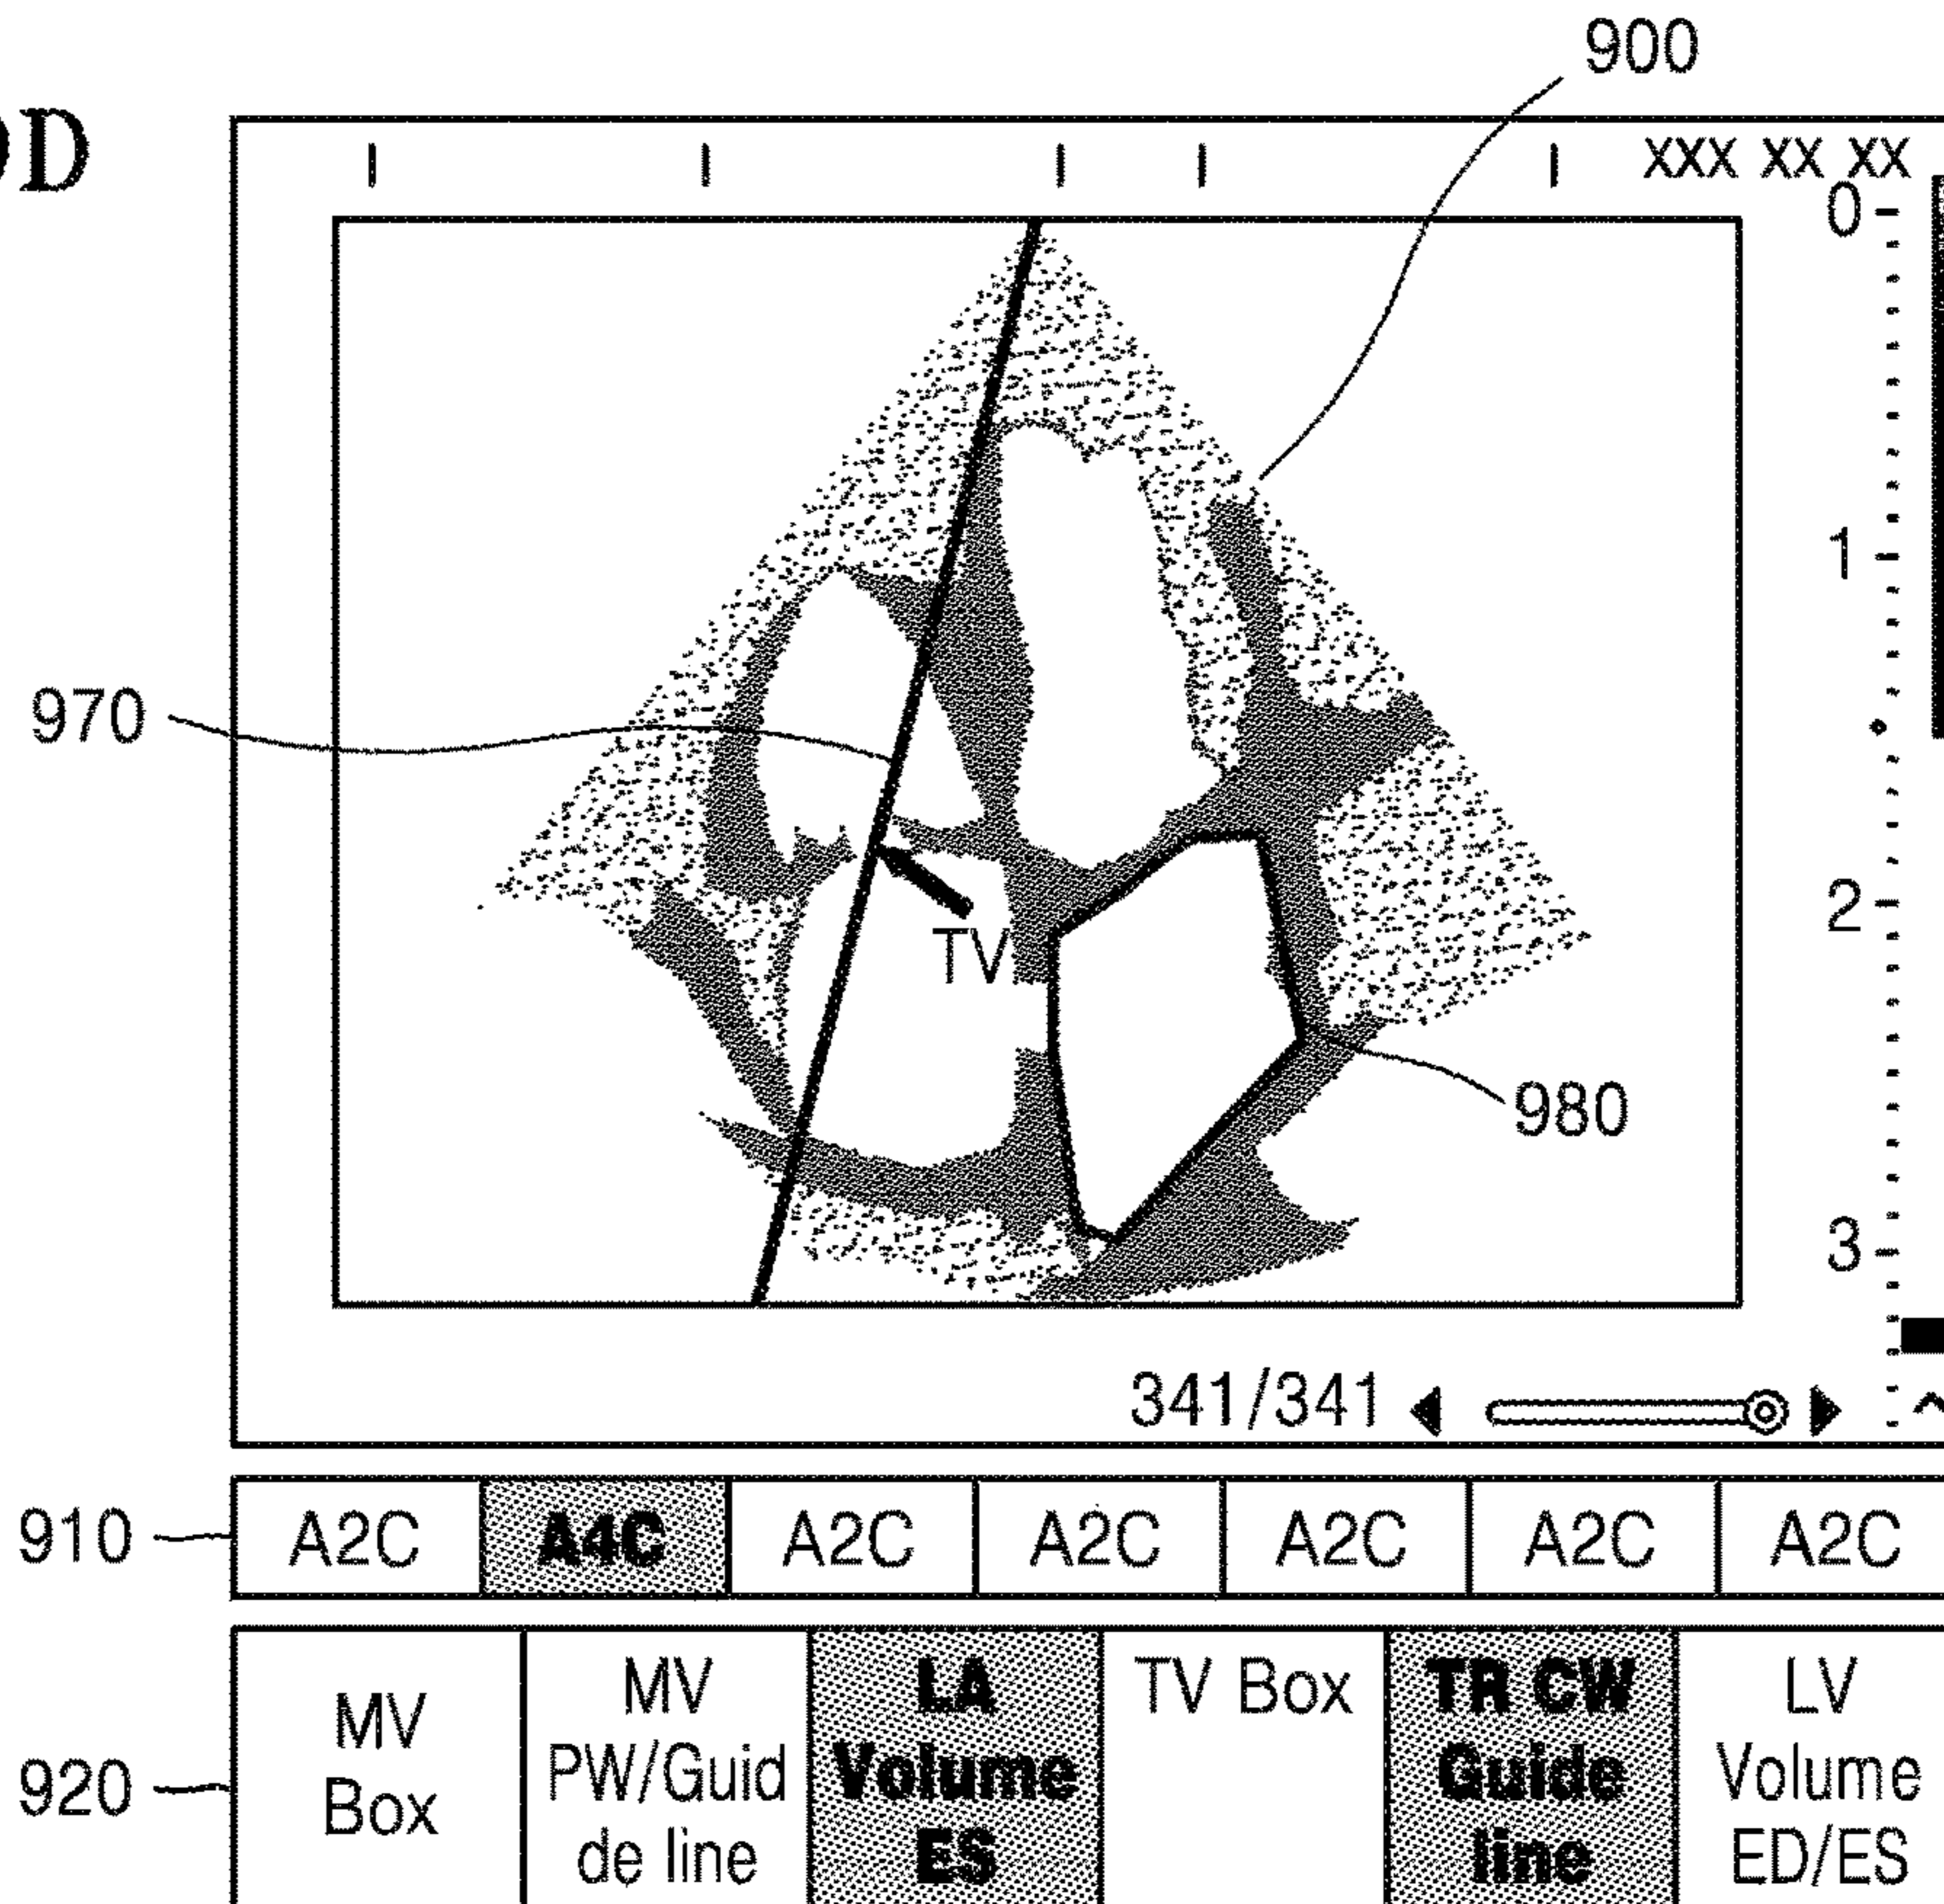 900
D
XXX XX XX
0
1
970
2
TV
980
3
341/341
910
A2C A4C A2C A2C A2C A2C A2C
920
MV
Box
MV
PW/Guid
de line
LA
Volume
ES
TV Box
TR CW
Guide
line
LV
Volume
ED/ES